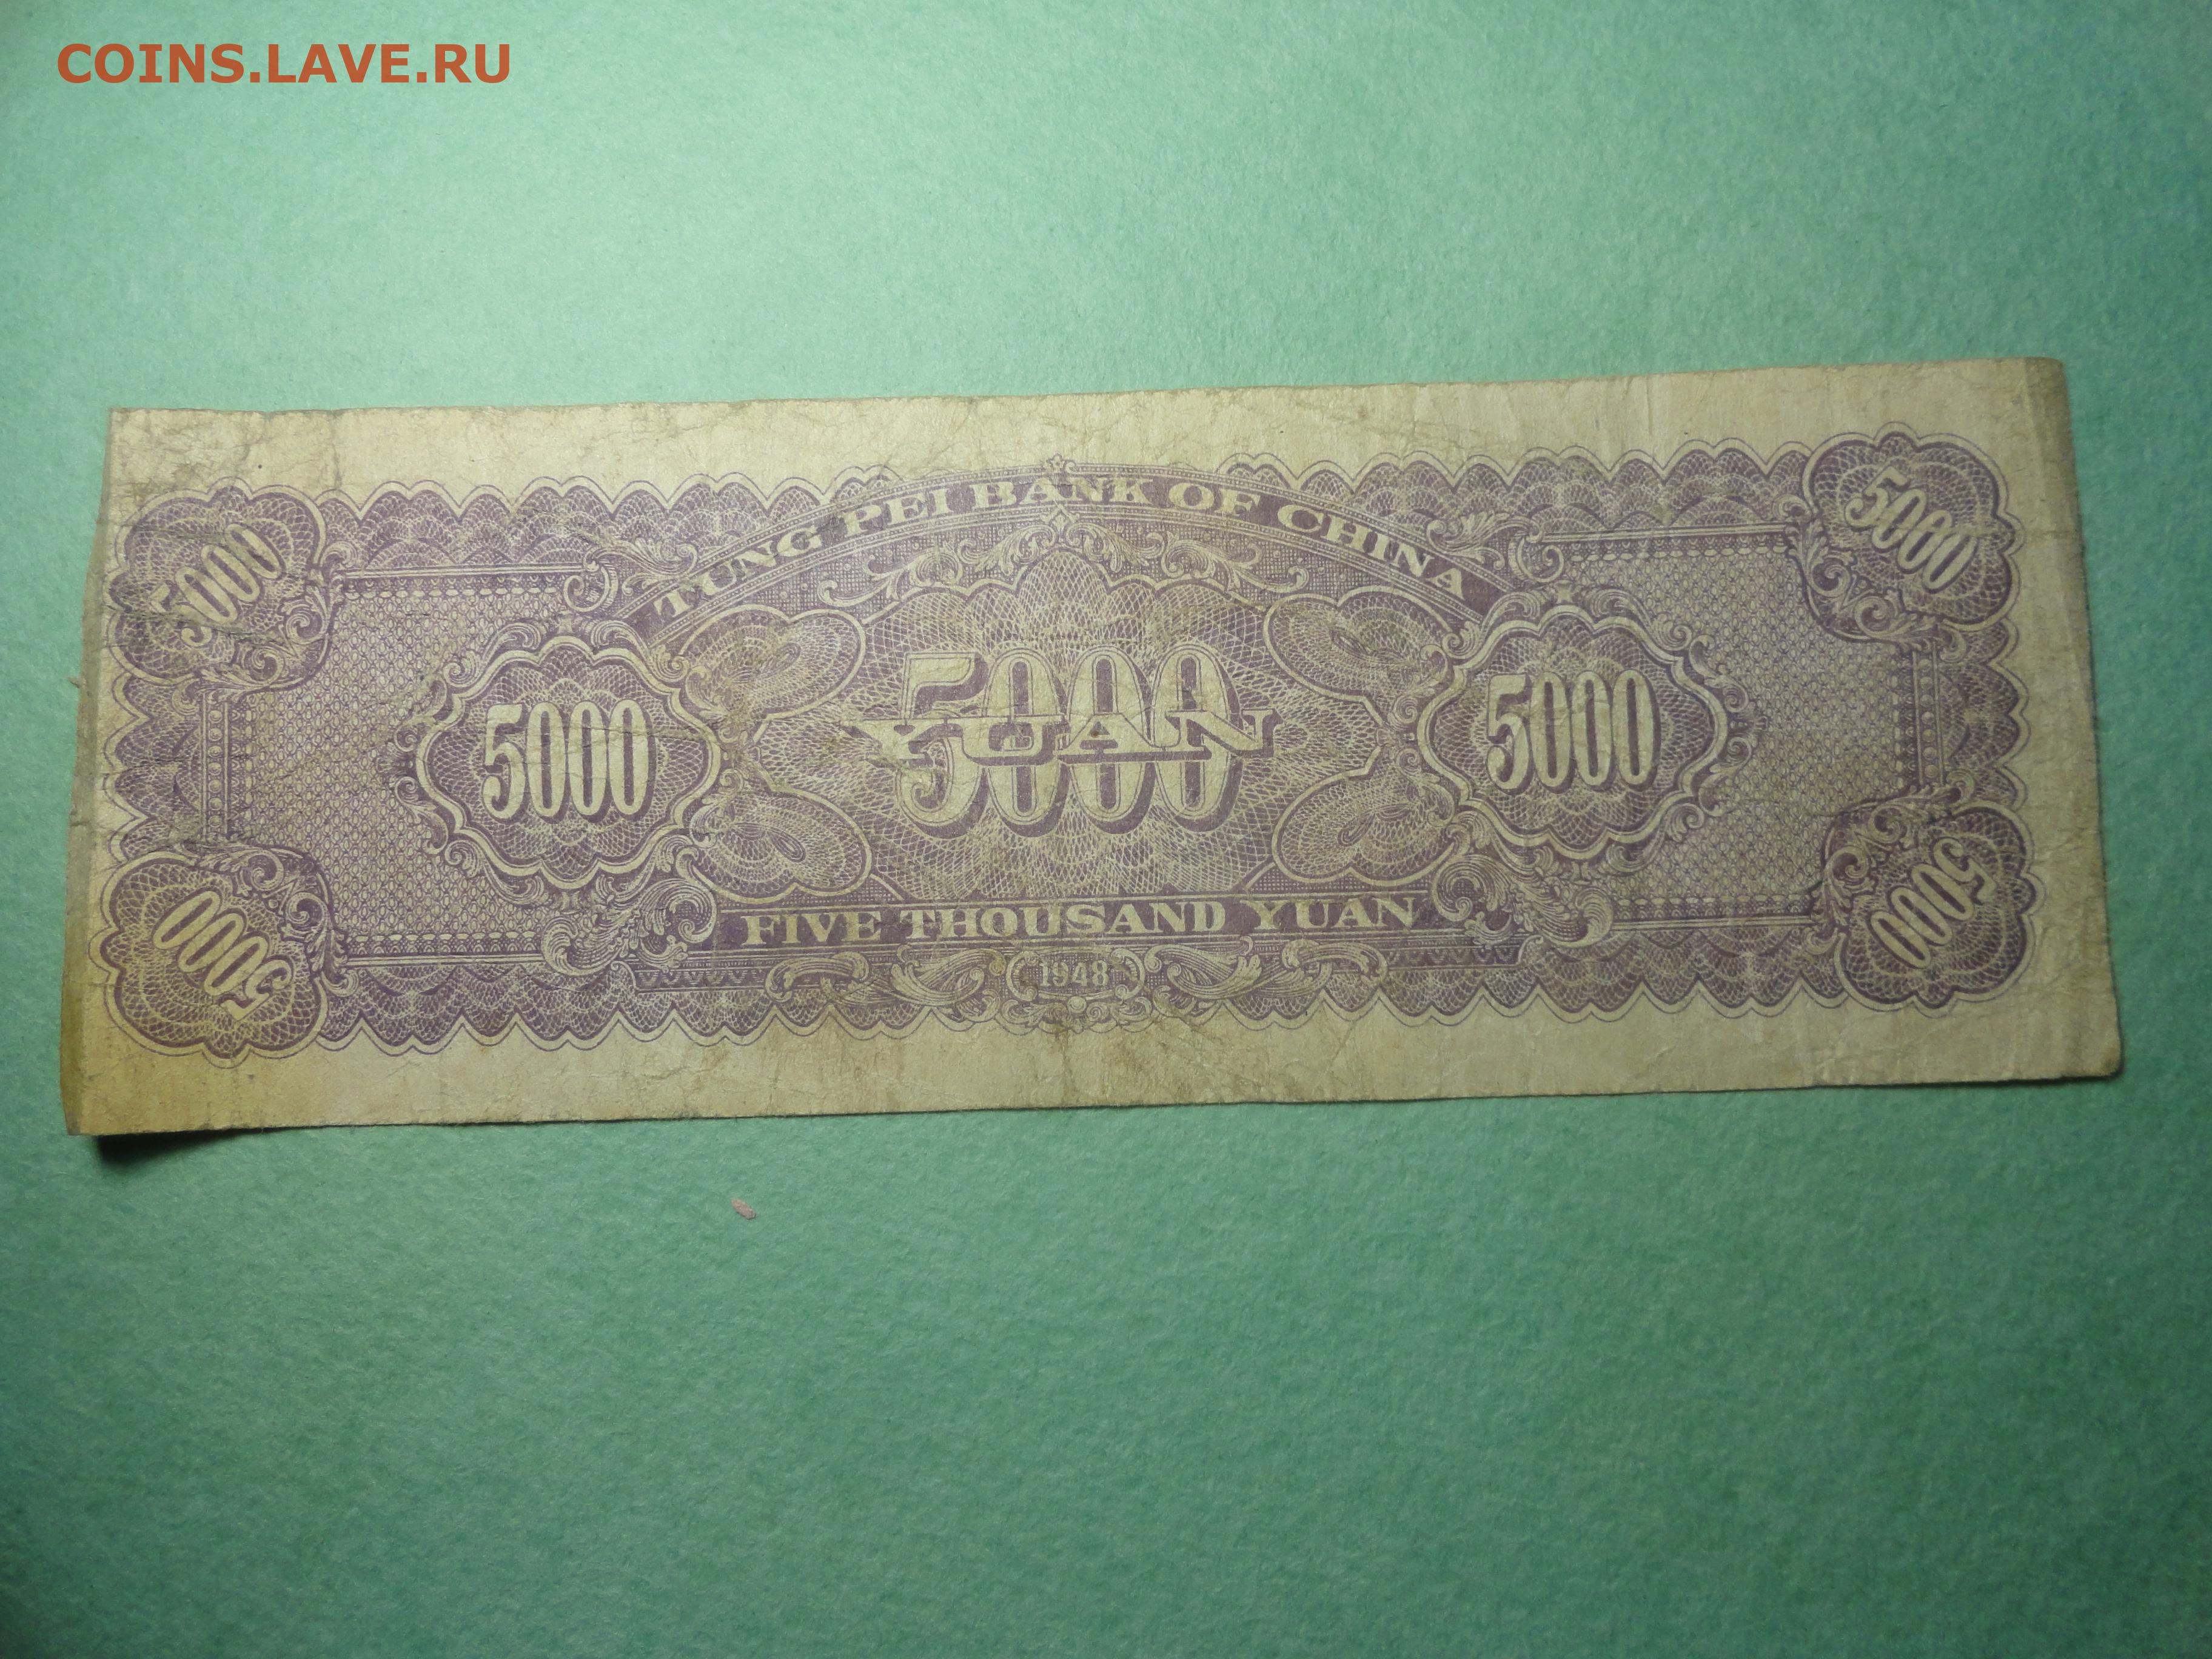 COINS.LAVE.RU
TUNG PEI BANK OF CHINA
5000 5000
5000 5000 YUAN 5000
FIVE THOUSAND YUAN
5000 5000
1948